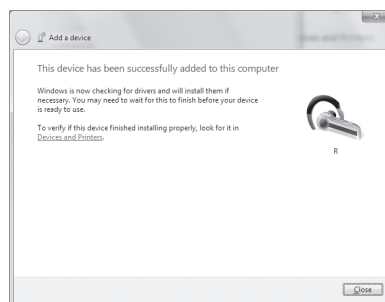 Add a device
This device has been successfully added to this computer
Windows is now checking for drivers and will install them if
necessary. You may need to wait for this to finish before your device
is ready to use.
To verify if this device finished installing properly, look for it in
Devices and Printers.
R
Close